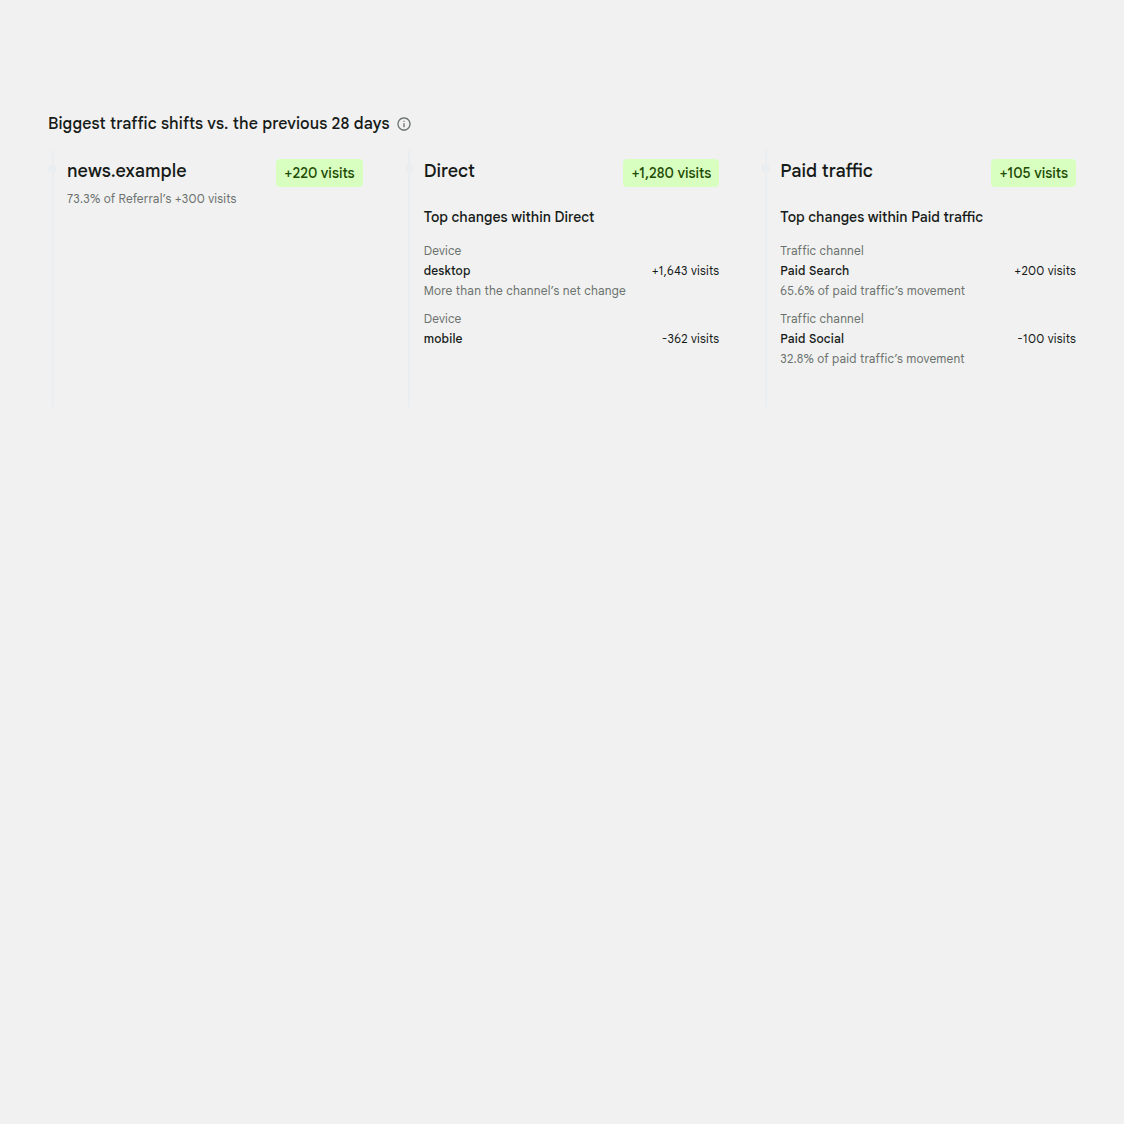 Biggest traffic shifts vs. the previous 28 days
news.example
+220 visits
73.3% of Referral's +300 visits
Direct
+1,280 visits
Top changes within Direct
Device
desktop
+1,643 visits
More than the channel's net change
Device
mobile
-362 visits
Paid traffic
+105 visits
Top changes within Paid traffic
Traffic channel
Paid Search
+200 visits
65.6% of paid traffic's movement
Traffic channel
Paid Social
-100 visits
32.8% of paid traffic's movement